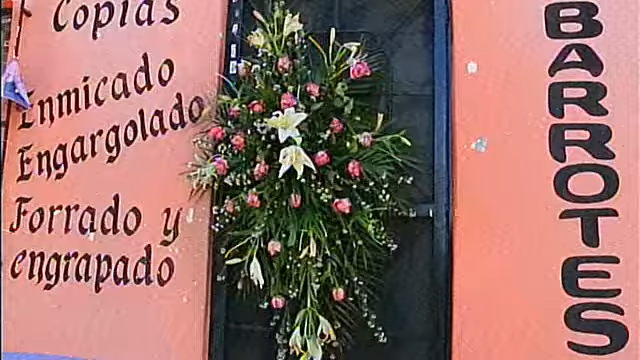 Copias
Enmicado
Engargolado
Forrado y
engrapado
ABARROTES